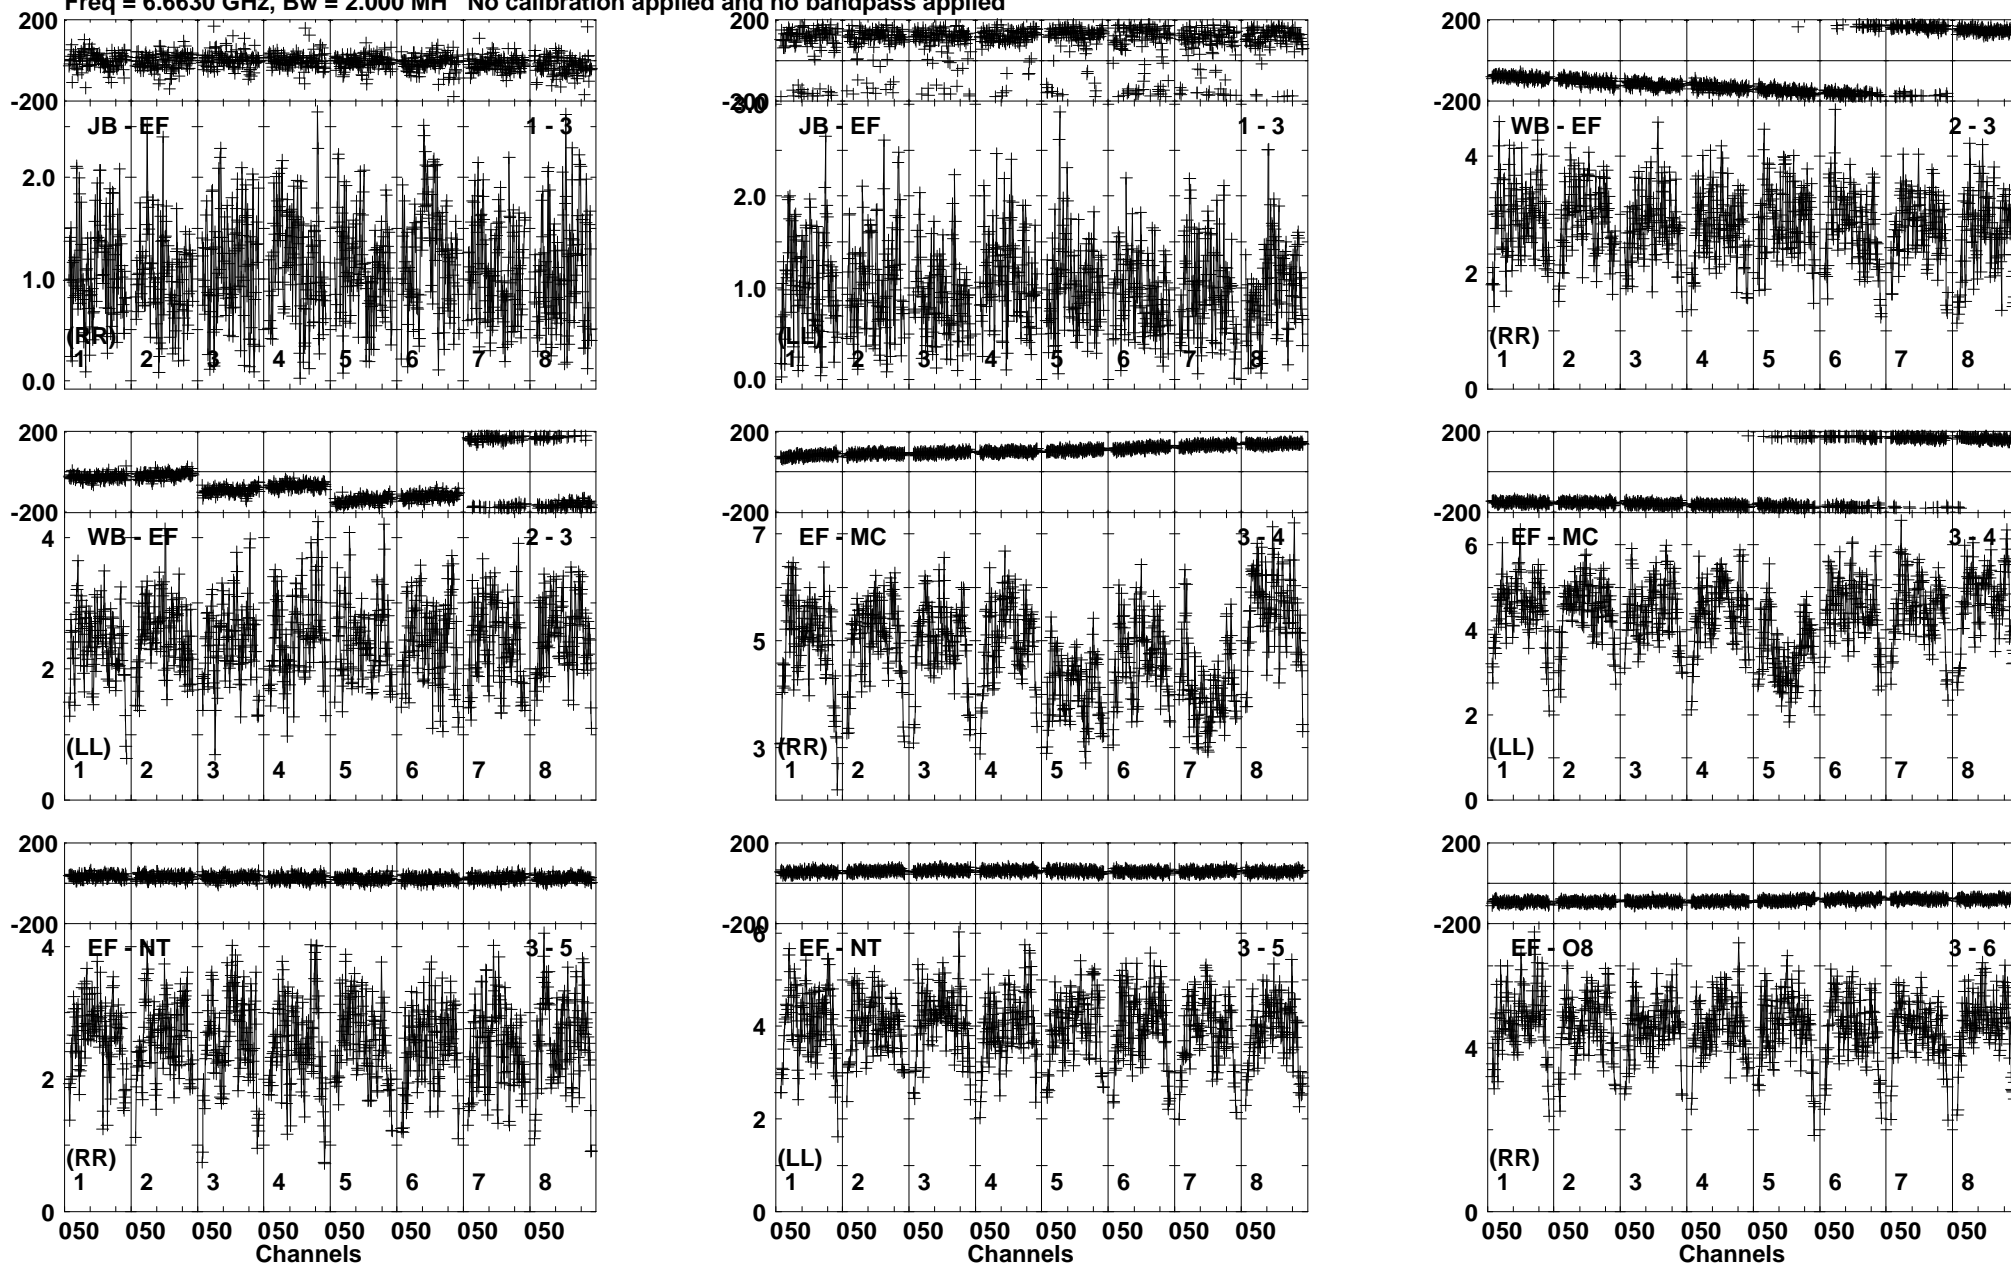 Freq = 6.6630 GHz, Bw = 2.000 MH No calibration applied and no bandpass applied
200 200 200
-200 -200 -200
3.0
JB - EF 1 - 3 JB - EF 1 - 3 WB - EF 2 - 3
4
2.0 2.0
2
1.0 1.0
(RR) (LL) (RR)
1 2 3 4 5 6 7 8 1 2 3 4 5 6 7 8 1 2 3 4 5 6 7 8
0.0 0.0 0
200 200 200
-200 -200 -200
WB - EF 2 - 3 EF - MC 3 - 4 EF - MC 3 - 4
4 7 6
2 5 4
3 2
(LL) (RR) (LL)
1 2 3 4 5 6 7 8 1 2 3 4 5 6 7 8 1 2 3 4 5 6 7 8
0 0
200 200 200
-200 -200 -200
6
EF - NT 3 - 5 EF - NT 3 - 5 EF - O8 3 - 6
4 4 4
2 2
(RR) (LL) (RR)
1 2 3 4 5 6 7 8 1 2 3 4 5 6 7 8 1 2 3 4 5 6 7 8
0 0 0
050 050 050 050 050 050 050 050 050 050 050 050 050 050 050 050 050 050 050 050 050 050 050 050
Channels Channels Channels